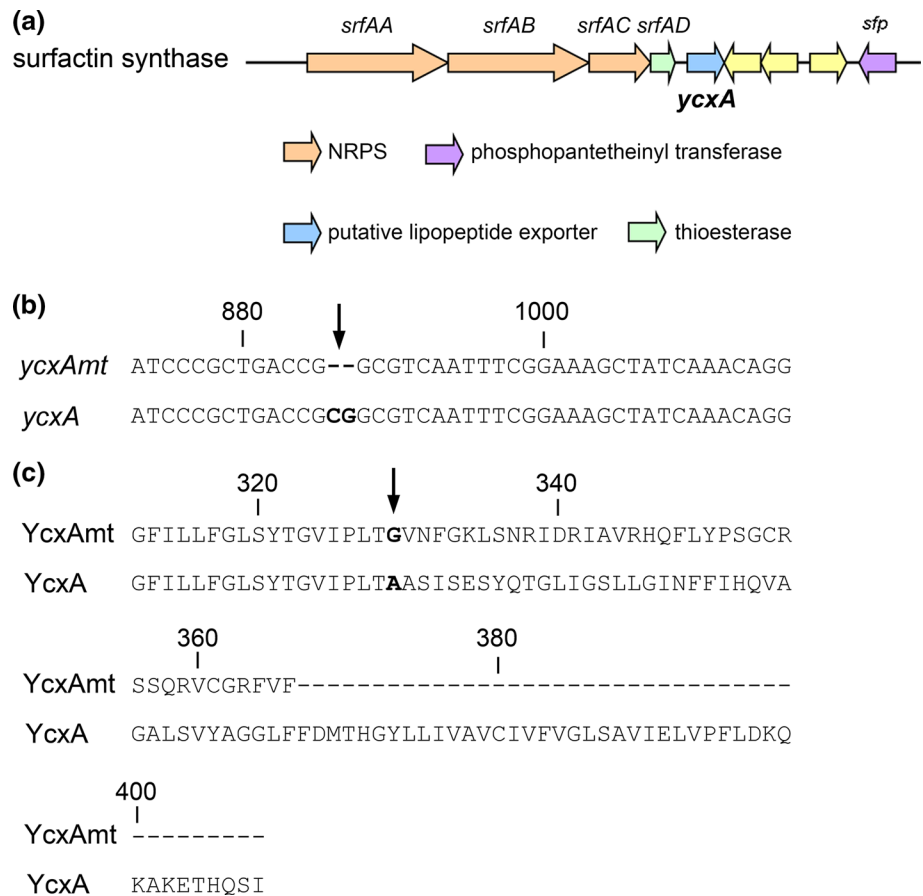 (a)
srfAA srfAB srfAC srfAD sfp
surfactin synthase
ycxA
NRPS phosphopantetheinyl transferase
putative lipopeptide exporter thioesterase
(b)
880 1000
ycxAmt ATCCCGCTGACCG--GCGTCAATTTCGGAAAGCTATCAAACAGG
ycxA ATCCCGCTGACCGCGGCGTCAATTTCGGAAAGCTATCAAACAGG
(c)
320 340
YcxAmt GFILLFGLSYTGVIPLTGVNFGKLSNRIDRIAVRHQFLYPSGCR
YcxA GFILLFGLSYTGVIPLTAASISESYQTGLIGSLLGINFFIHQVA
360 380
YcxAmt SSQRVCGRFVF---------------------------------
YcxA GALSVYAGGLFFDMTHGYLLIVAVCIVFVGLSAVIELVPFLDKQ
400
YcxAmt ---------
YcxA KAKETHQSI